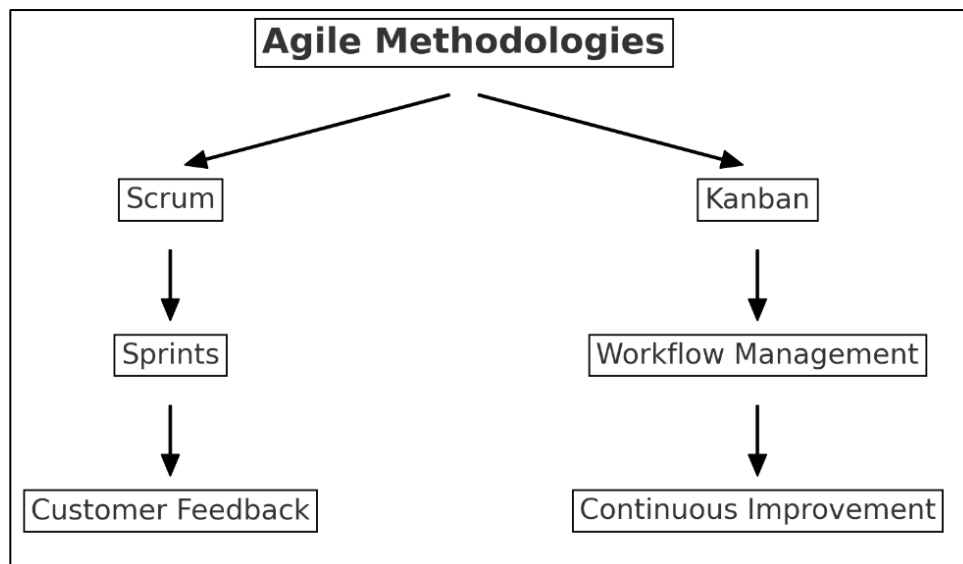 Agile Methodologies
Scrum
Kanban
Sprints
Workflow Management
Customer Feedback
Continuous Improvement